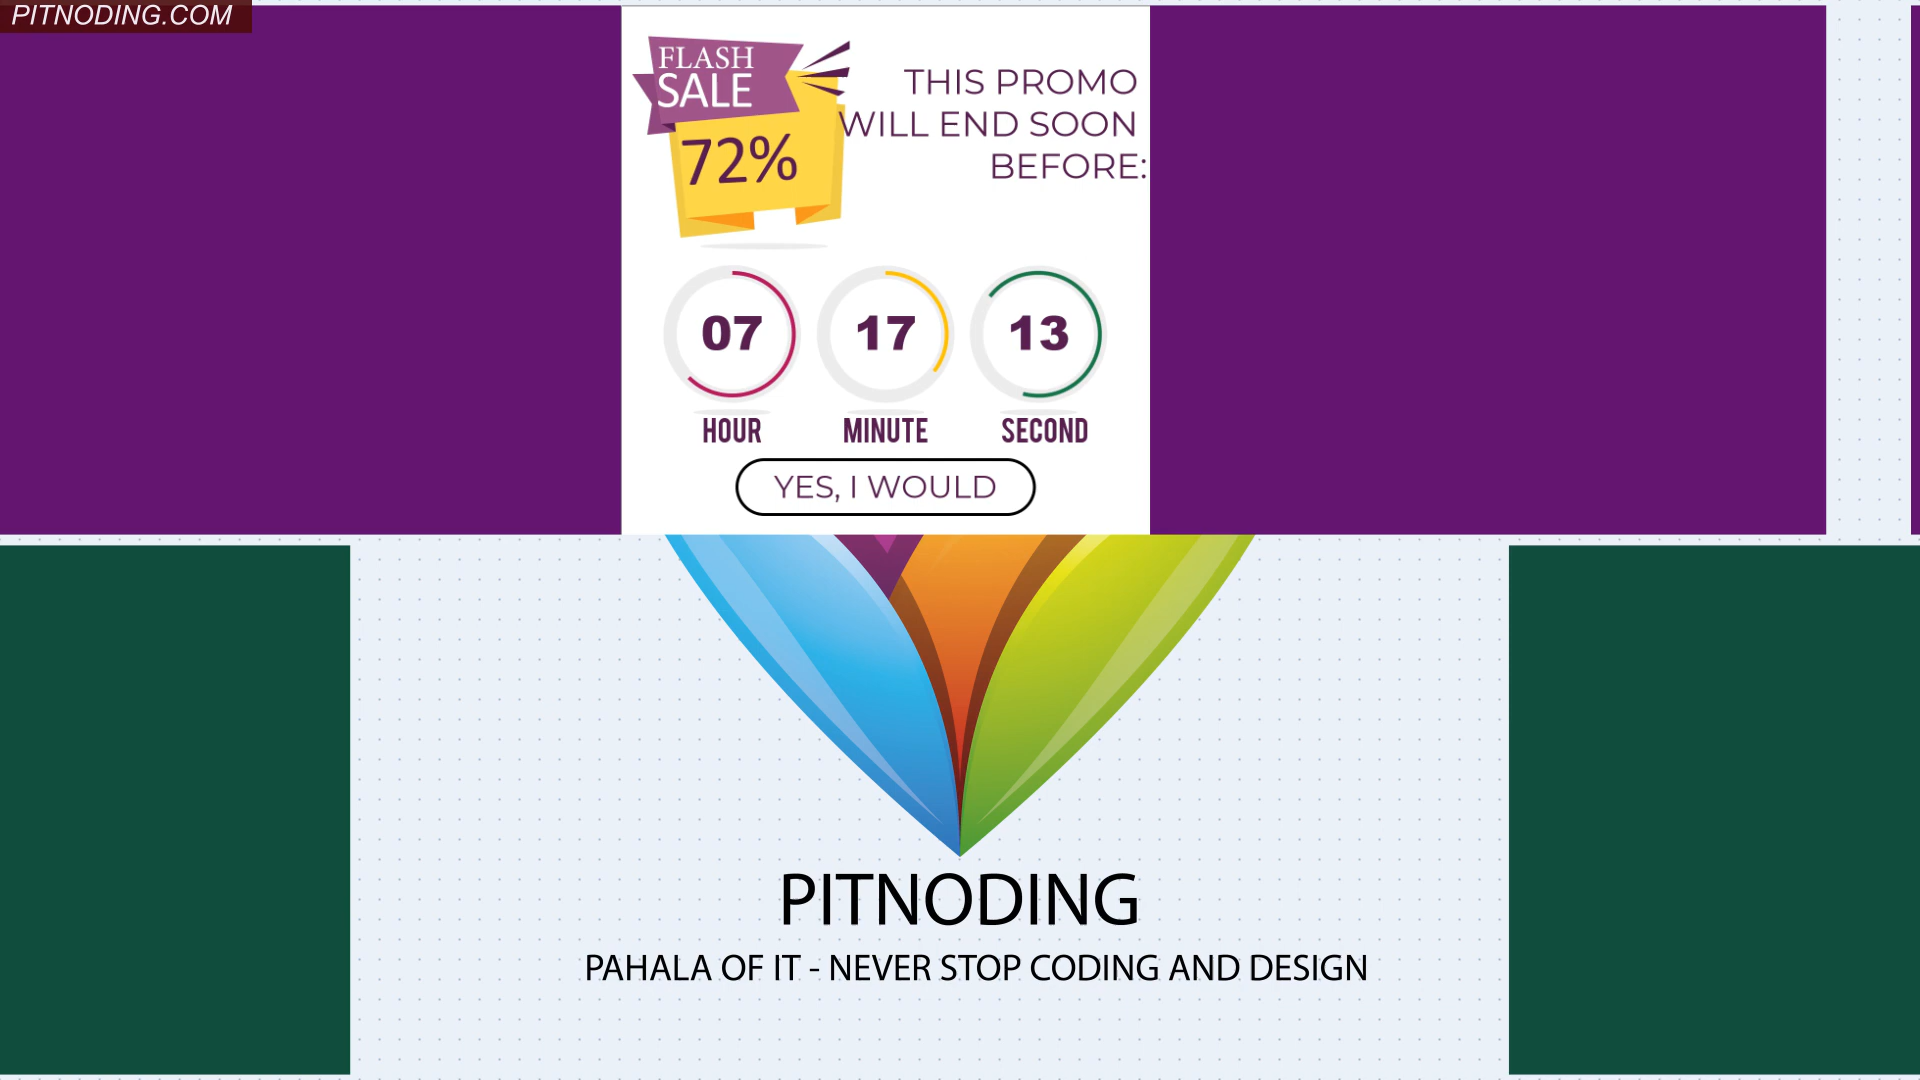 PITNODING.COM
FLASH
SALE
72%
THIS PROMO
WILL END SOON
BEFORE:
07 17 13
HOUR MINUTE SECOND
YES, I WOULD
PITNODING
PAHALA OF IT - NEVER STOP CODING AND DESIGN